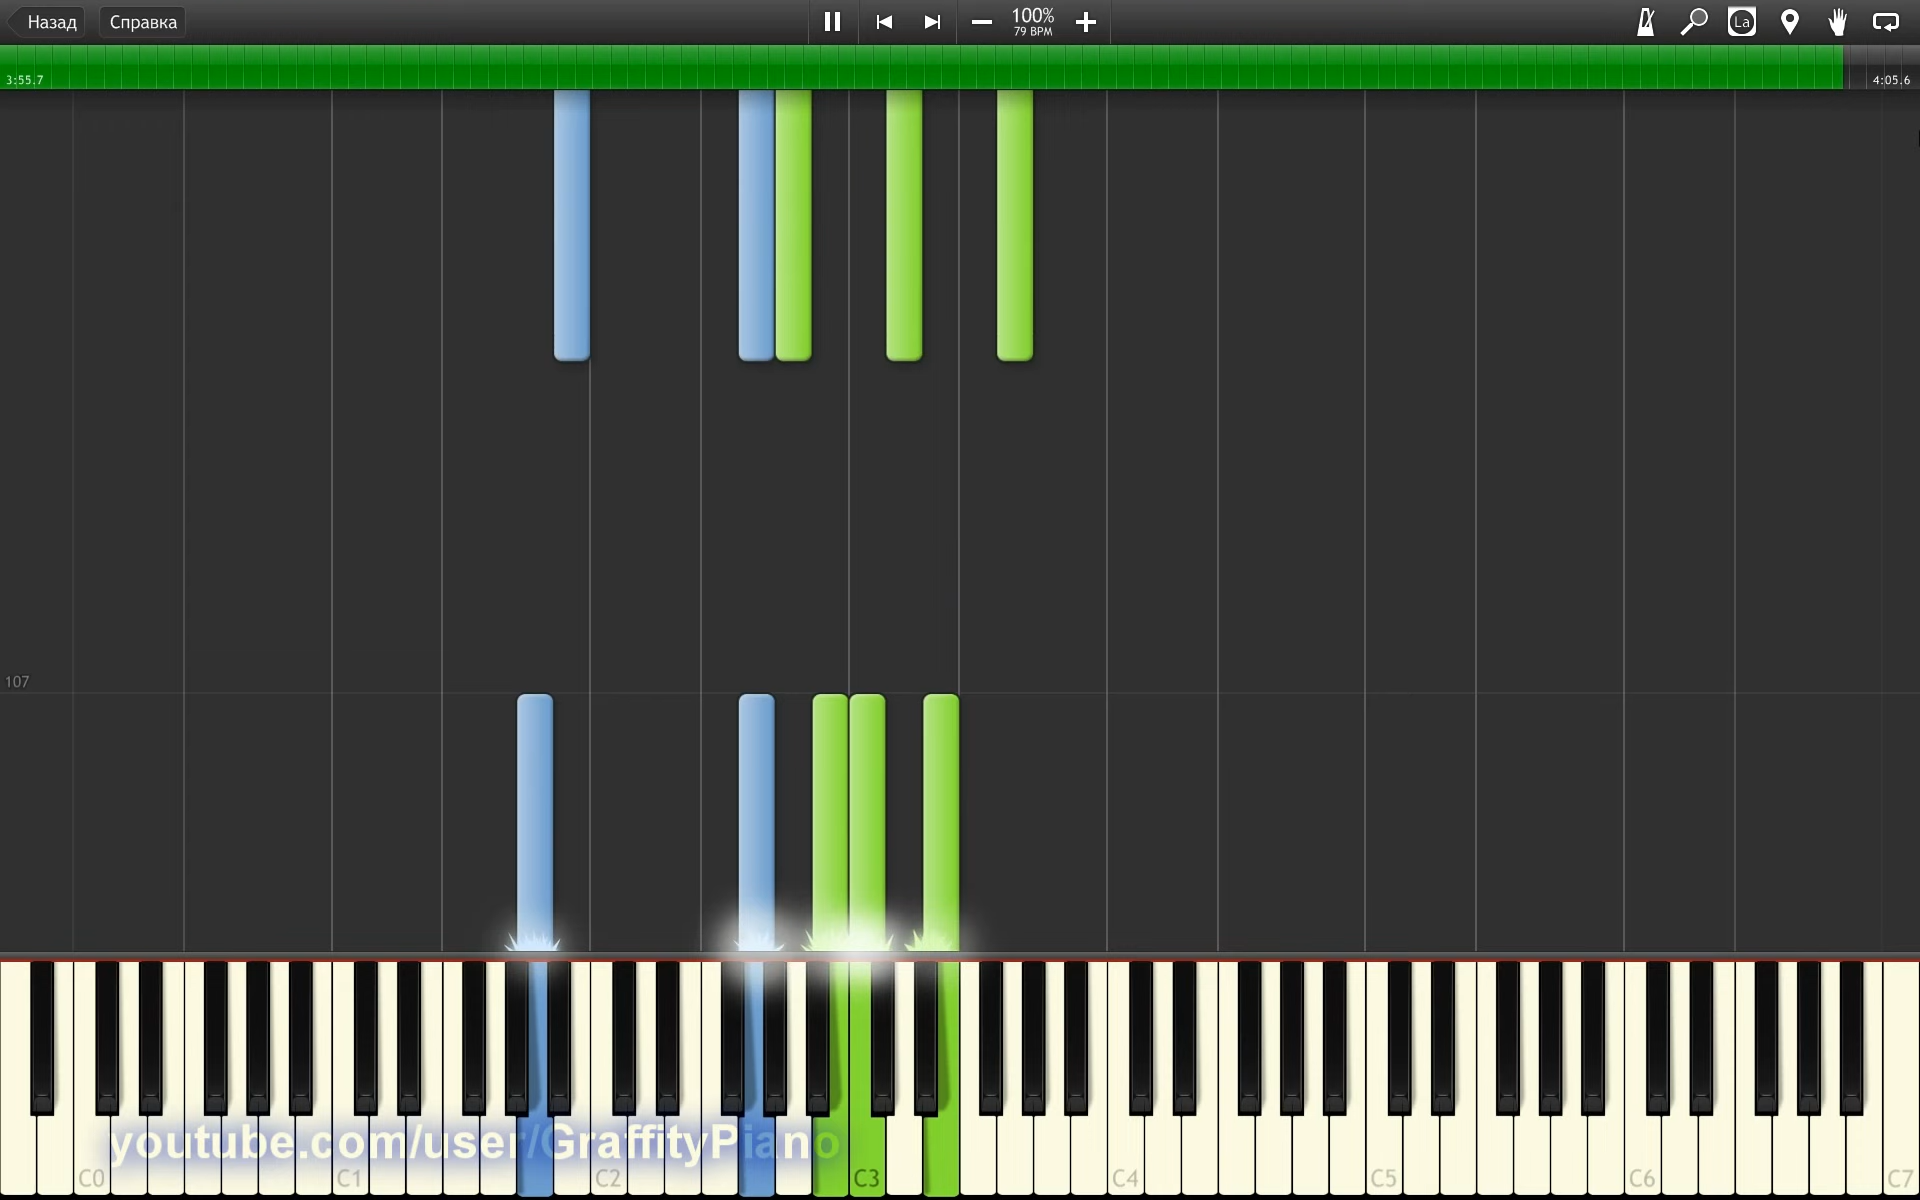 Назад
Справка
100%
79 BPM
La
3:55.7
4:05.6
107
youtube.com/user/GraffityPiano
C0
C1
C2
C3
C4
C5
C6
C7